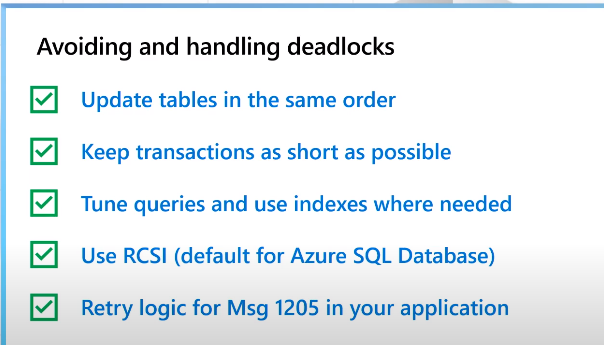 Avoiding and handling deadlocks
Update tables in the same order
Keep transactions as short as possible
Tune queries and use indexes where needed
Use RCSI (default for Azure SQL Database)
Retry logic for Msg 1205 in your application